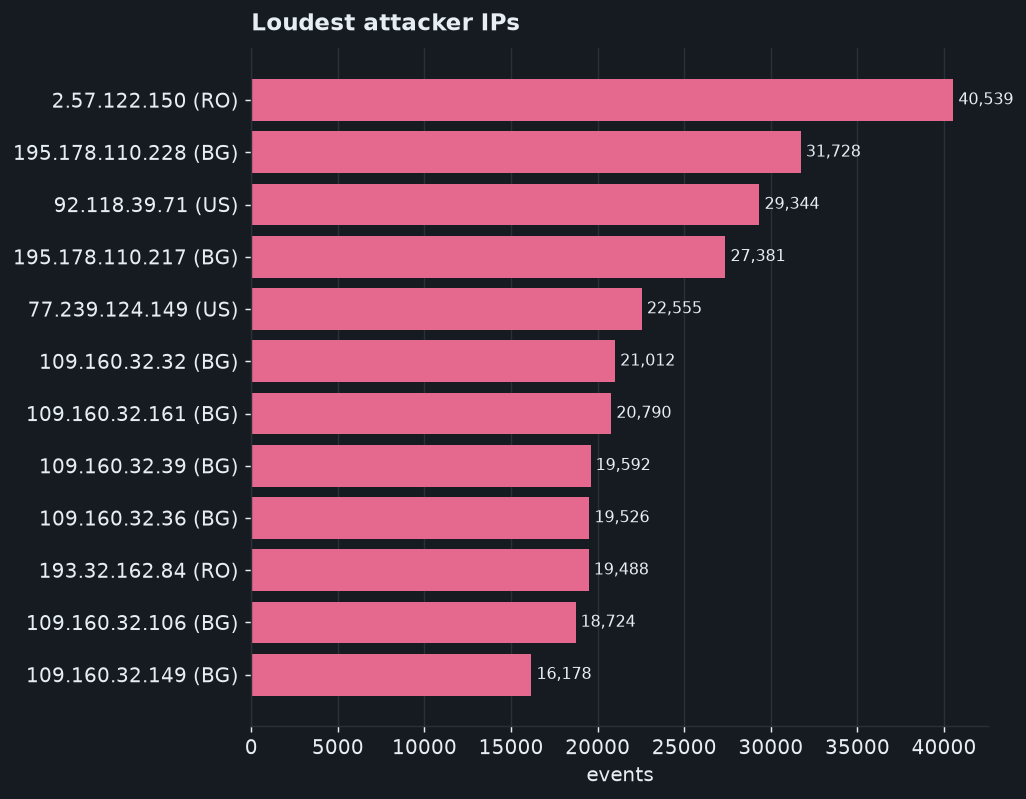 Loudest attacker IPs
2.57.122.150 (RO) 40,539
195.178.110.228 (BG) 31,728
92.118.39.71 (US) 29,344
195.178.110.217 (BG) 27,381
77.239.124.149 (US) 22,555
109.160.32.32 (BG) 21,012
109.160.32.161 (BG) 20,790
109.160.32.39 (BG) 19,592
109.160.32.36 (BG) 19,526
193.32.162.84 (RO) 19,488
109.160.32.106 (BG) 18,724
109.160.32.149 (BG) 16,178
0 5000 10000 15000 20000 25000 30000 35000 40000
events